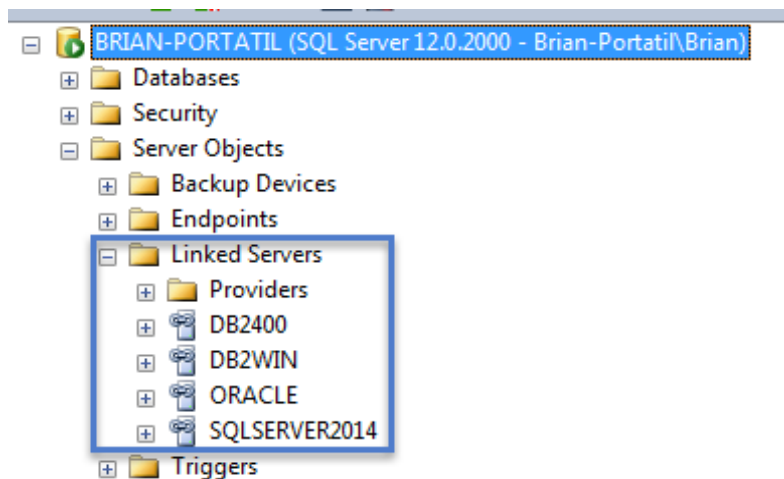 BRIAN-PORTATIL (SQL Server 12.0.2000 - Brian-Portatil\Brian)
Databases
Security
Server Objects
Backup Devices
Endpoints
Linked Servers
Providers
DB2400
DB2WIN
ORACLE
SQLSERVER2014
Triggers